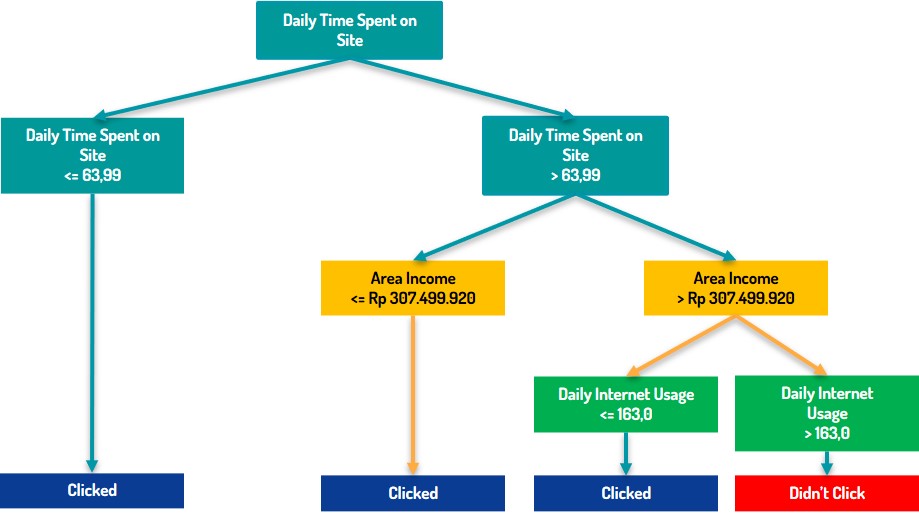 Daily Time Spent on
Site
Daily Time Spent on
Site
<= 63,99
Daily Time Spent on
Site
> 63,99
Area Income
<= Rp 307.499.920
Area Income
> Rp 307.499.920
Daily Internet Usage
<= 163,0
Daily Internet
Usage
> 163,0
Clicked
Clicked
Clicked
Didn't Click